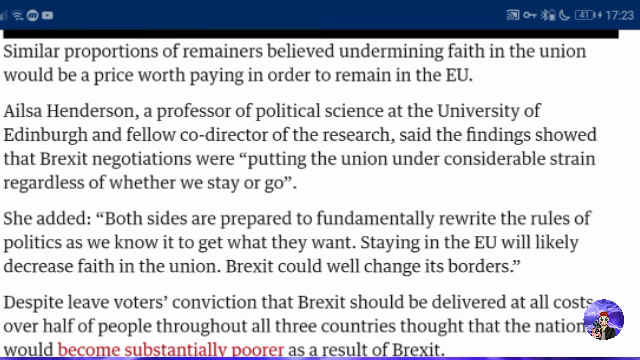 41 17:23
Similar proportions of remainers believed undermining faith in the union
would be a price worth paying in order to remain in the EU.
Ailsa Henderson, a professor of political science at the University of
Edinburgh and fellow co-director of the research, said the findings showed
that Brexit negotiations were “putting the union under considerable strain
regardless of whether we stay or go”.
She added: “Both sides are prepared to fundamentally rewrite the rules of
politics as we know it to get what they want. Staying in the EU will likely
decrease faith in the union. Brexit could well change its borders.”
Despite leave voters’ conviction that Brexit should be delivered at all costs,
over half of people throughout all three countries thought that the nation
would become substantially poorer as a result of Brexit.